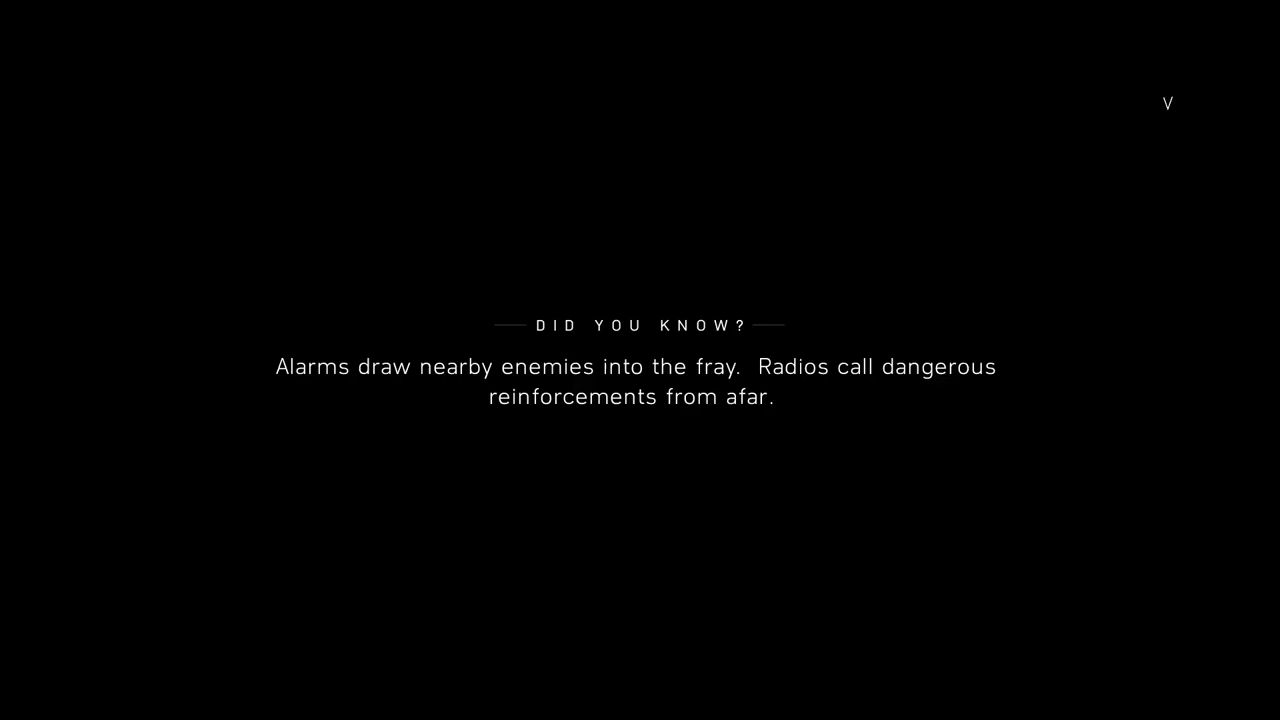 V
DID YOU KNOW?
Alarms draw nearby enemies into the fray.  Radios call dangerous
reinforcements from afar.